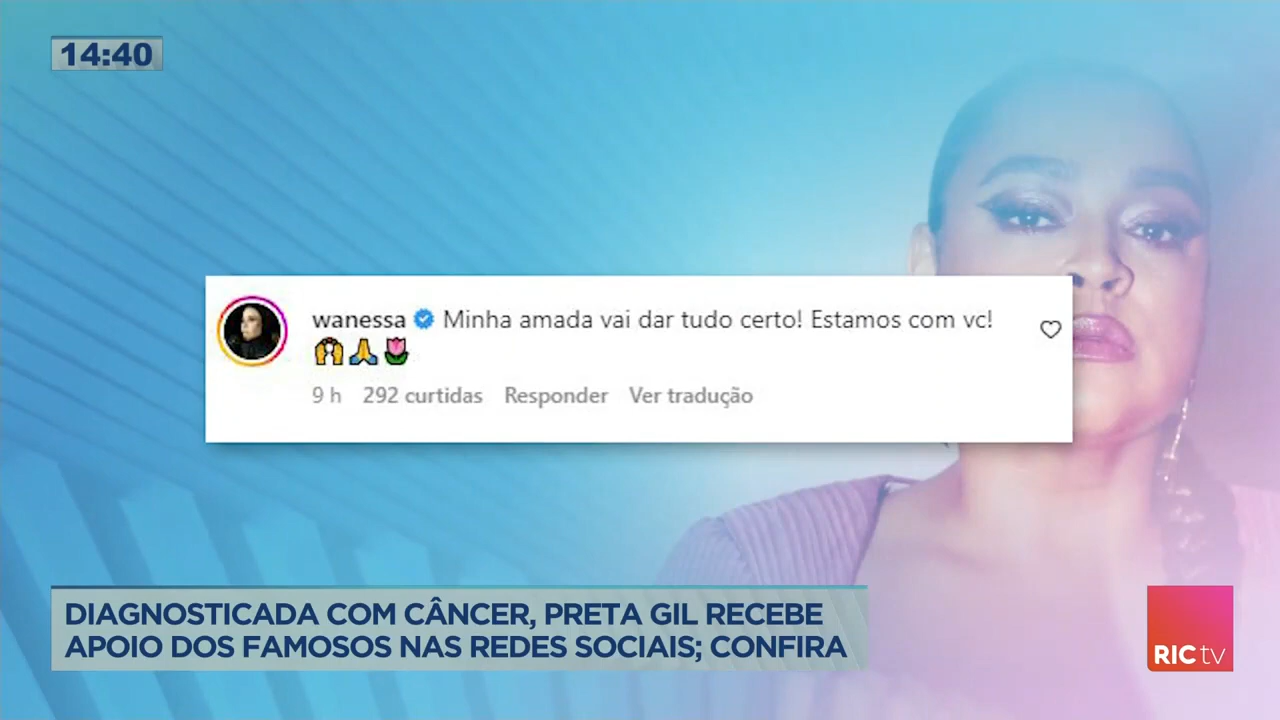 14:40
wanessa Minha amada vai dar tudo certo! Estamos com vc!
🙌🙏🌷
9 h 292 curtidas Responder Ver tradução
DIAGNOSTICADA COM CÂNCER, PRETA GIL RECEBE
APOIO DOS FAMOSOS NAS REDES SOCIAIS; CONFIRA
RIC tv